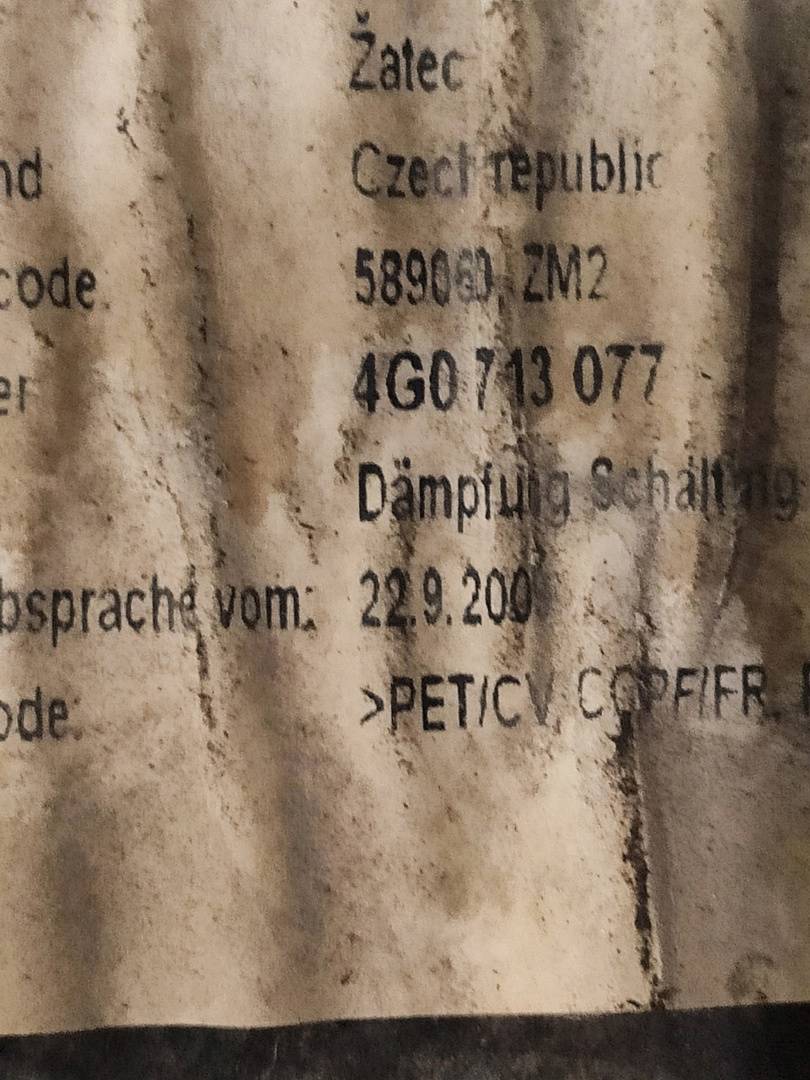 Žatec
nd Czech republic
code. ZM2
er 4G0 713 077
Dämpfung Schaltung
bsprache vom: 22.9.200
ode: >PET/CV, COPF/FR,